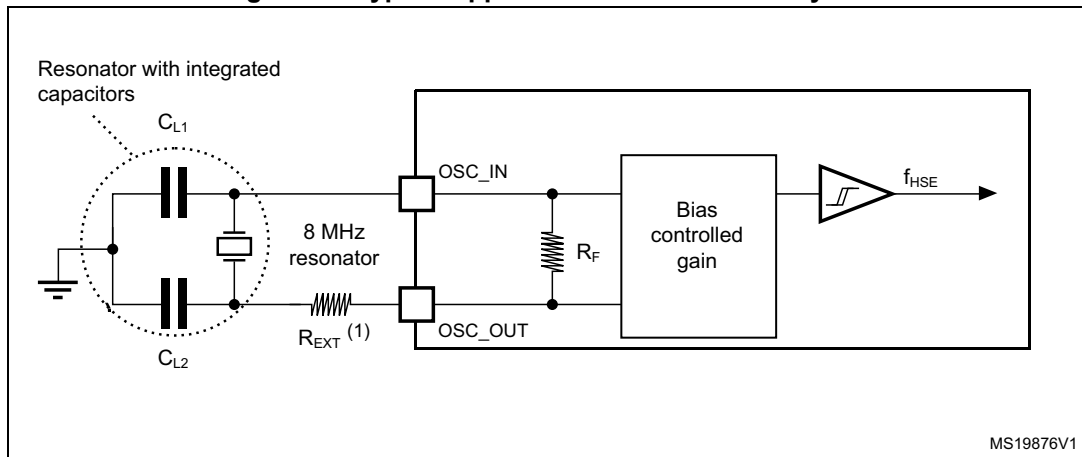 Resonator with integrated
capacitors
CL1
OSC_IN
fHSE
8 MHz
resonator
RF
Bias
controlled
gain
REXT (1)
OSC_OUT
CL2
MS19876V1